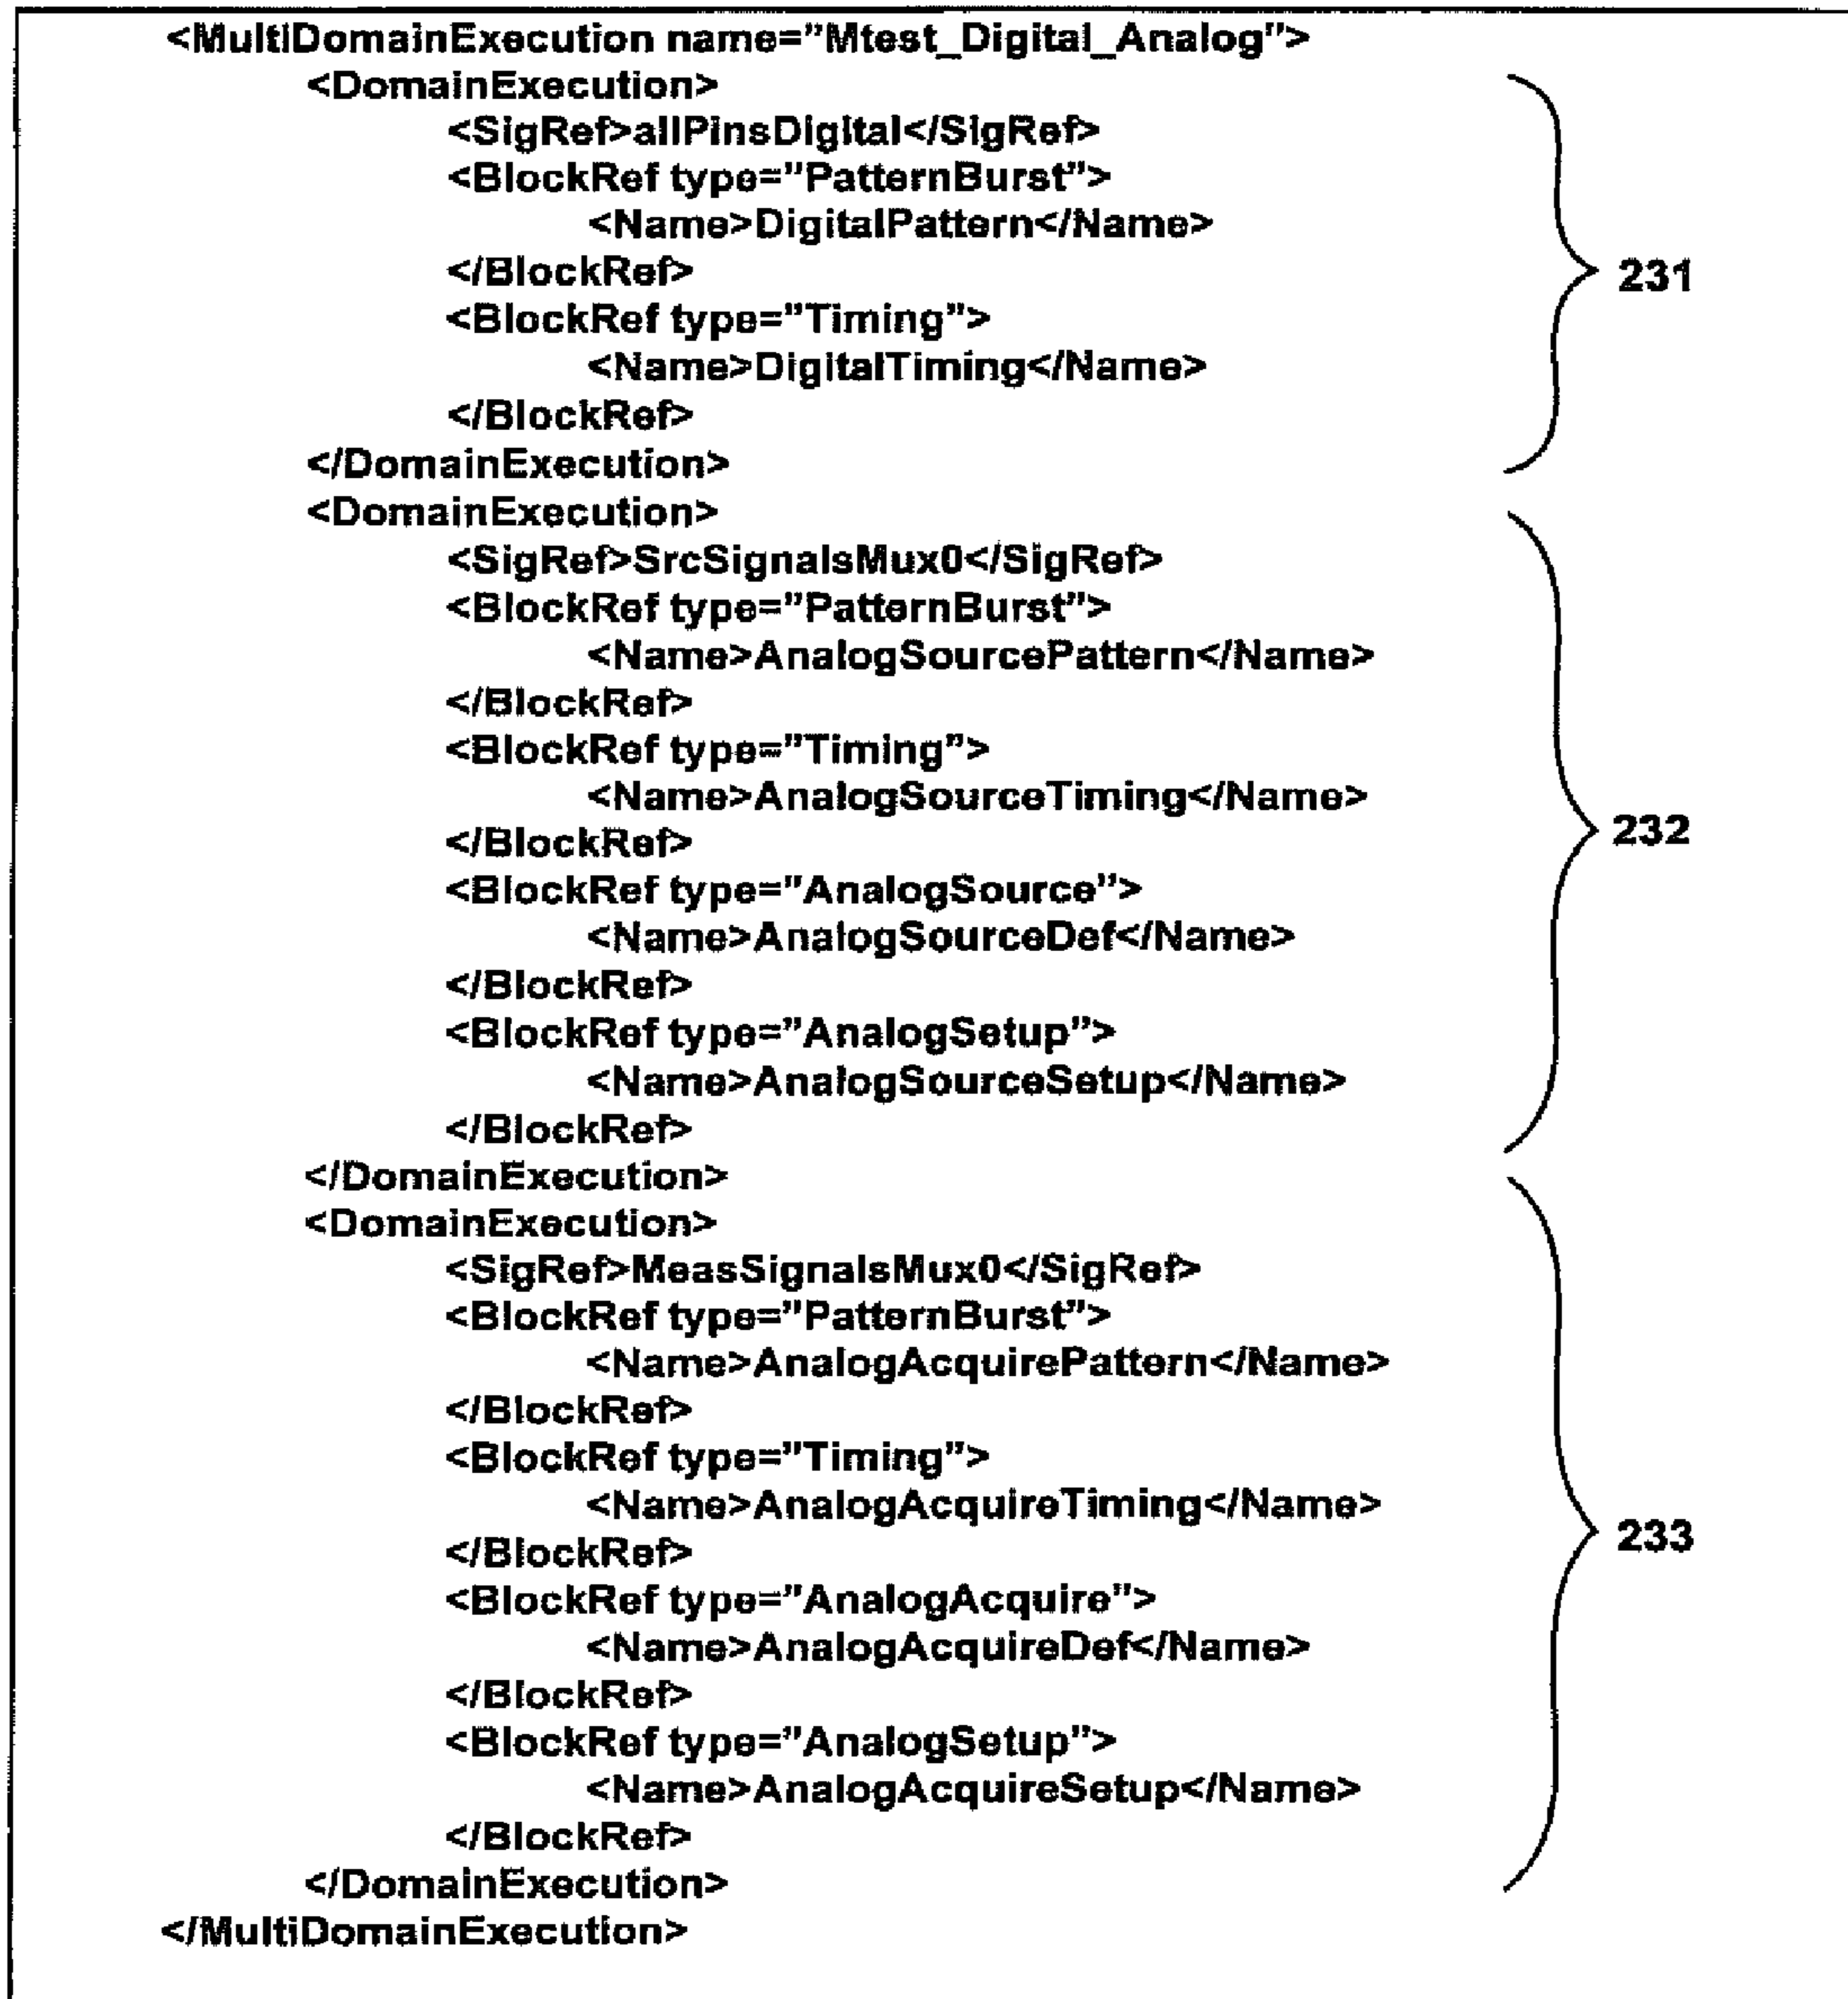 <MultiDomainExecution name="Mtest_Digital_Analog">
<DomainExecution>
<SigRef>allPinsDigital</SigRef>
<BlockRef type="PatternBurst">
<Name>DigitalPattern</Name>
</BlockRef>
231
<BlockRef type="Timing">
<Name>DigitalTiming</Name>
</BlockRef>
</DomainExecution>
<DomainExecution>
<SigRef>SrcSignalsMux0</SigRef>
<BlockRef type="PatternBurst">
<Name>AnalogSourcePattern</Name>
</BlockRef>
<BlockRef type="Timing">
<Name>AnalogSourceTiming</Name>
</BlockRef>
232
<BlockRef type="AnalogSource">
<Name>AnalogSourceDef</Name>
</BlockRef>
<BlockRef type="AnalogSetup">
<Name>AnalogSourceSetup</Name>
</BlockRef>
</DomainExecution>
<DomainExecution>
<SigRef>MeasSignalsMux0</SigRef>
<BlockRef type="PatternBurst">
<Name>AnalogAcquirePattern</Name>
</BlockRef>
<BlockRef type="Timing">
<Name>AnalogAcquireTiming</Name>
</BlockRef>
233
<BlockRef type="AnalogAcquire">
<Name>AnalogAcquireDef</Name>
</BlockRef>
<BlockRef type="AnalogSetup">
<Name>AnalogAcquireSetup</Name>
</BlockRef>
</DomainExecution>
</MultiDomainExecution>